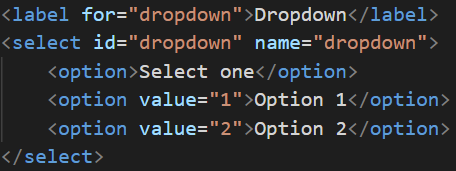 <label for="dropdown">Dropdown</label>
<select id="dropdown" name="dropdown">
    <option>Select one</option>
    <option value="1">Option 1</option>
    <option value="2">Option 2</option>
</select>